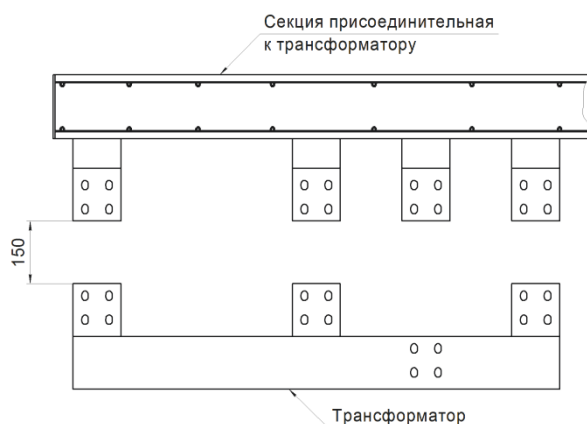 Секция присоединительная
к трансформатору
150
Трансформатор